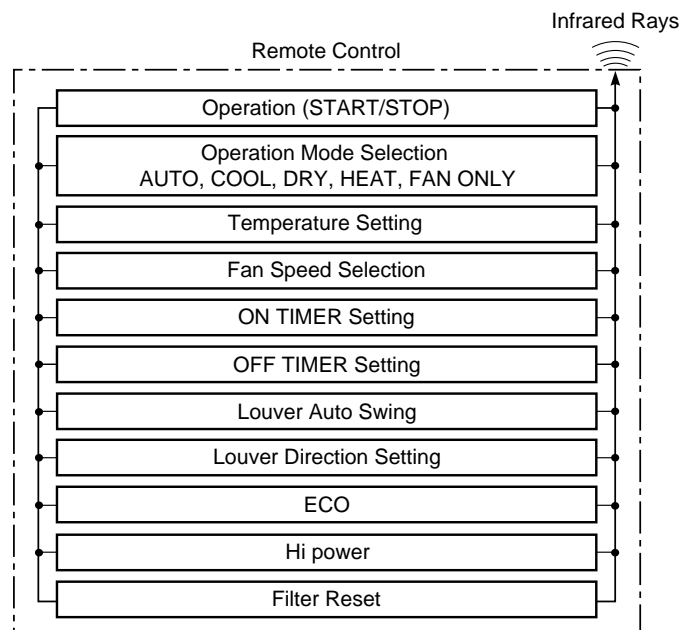 Infrared Rays
Remote Control
Operation (START/STOP)
Operation Mode Selection
AUTO, COOL, DRY, HEAT, FAN ONLY
Temperature Setting
Fan Speed Selection
ON TIMER Setting
OFF TIMER Setting
Louver Auto Swing
Louver Direction Setting
ECO
Hi power
Filter Reset